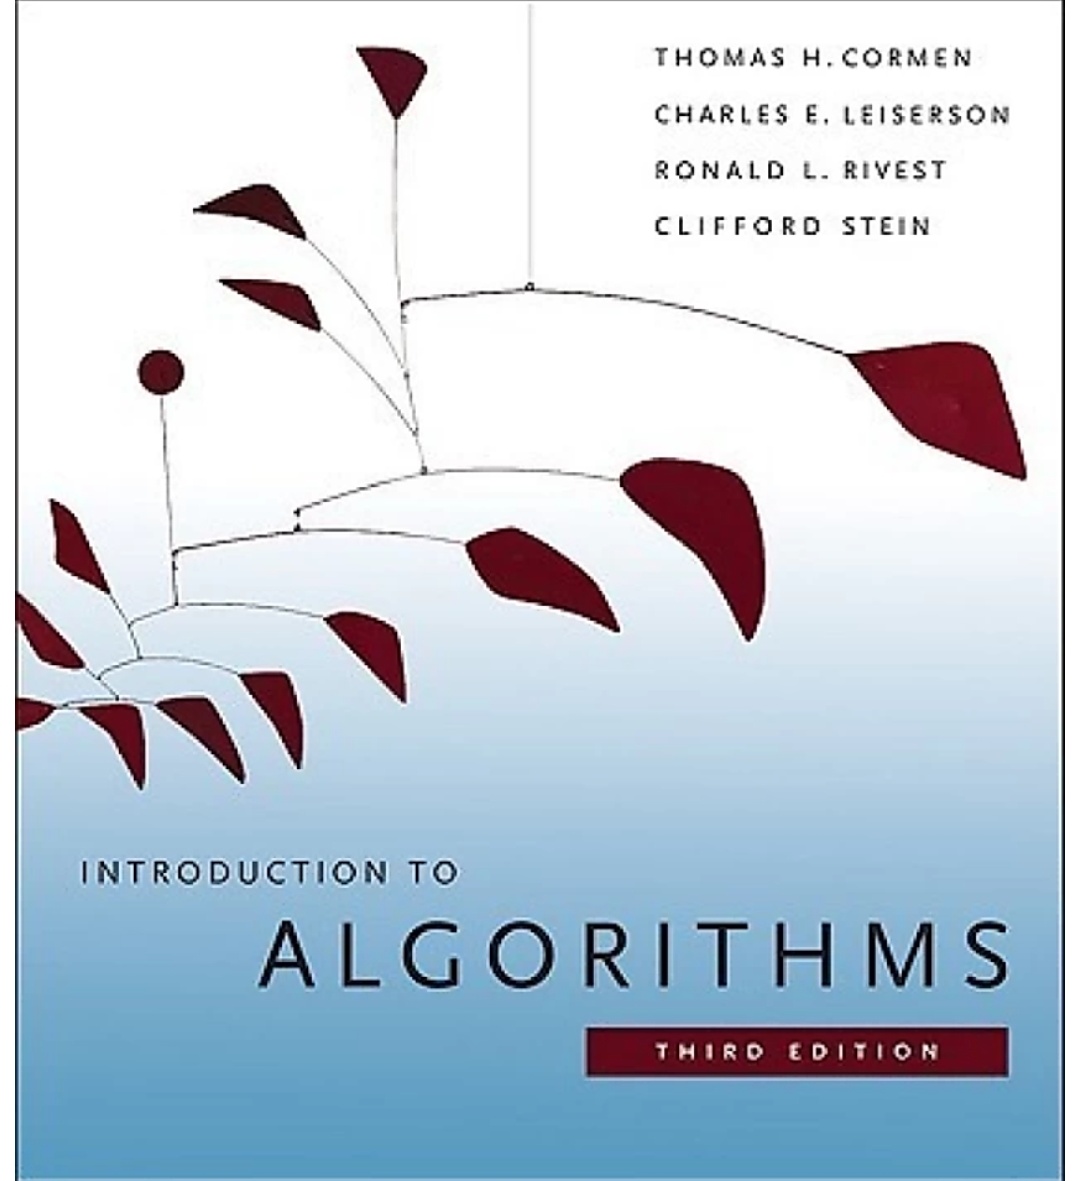 THOMAS H. CORMEN
CHARLES E. LEISERSON
RONALD L. RIVEST
CLIFFORD STEIN
INTRODUCTION TO
ALGORITHMS
THIRD EDITION